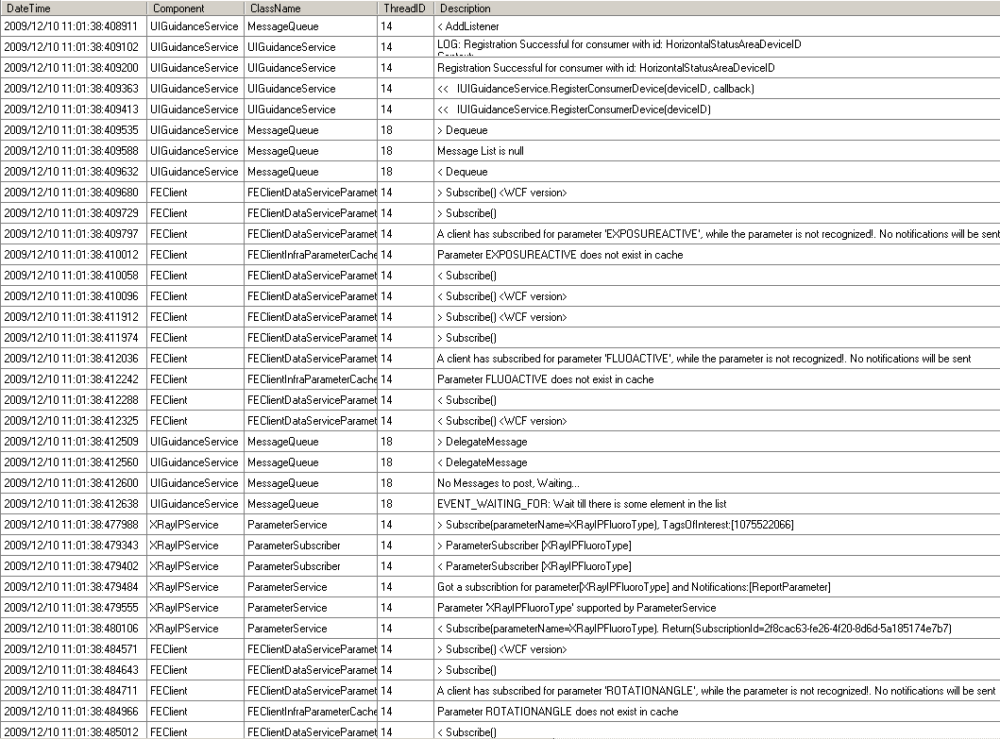 DateTime Component ClassName ThreadID Description
2009/12/10 11:01:38:408911 UIGuidanceService MessageQueue 14 < AddListener
2009/12/10 11:01:38:409102 UIGuidanceService UIGuidanceService 14 LOG: Registration Successful for consumer with id: HorizontalStatusAreaDeviceID
2009/12/10 11:01:38:409200 UIGuidanceService UIGuidanceService 14 Registration Successful for consumer with id: HorizontalStatusAreaDeviceID
2009/12/10 11:01:38:409363 UIGuidanceService UIGuidanceService 14 << IUIGuidanceService.RegisterConsumerDevice(deviceID, callback)
2009/12/10 11:01:38:409413 UIGuidanceService UIGuidanceService 14 << IUIGuidanceService.RegisterConsumerDevice(deviceID)
2009/12/10 11:01:38:409535 UIGuidanceService MessageQueue 18 > Dequeue
2009/12/10 11:01:38:409588 UIGuidanceService MessageQueue 18 Message List is null
2009/12/10 11:01:38:409632 UIGuidanceService MessageQueue 18 < Dequeue
2009/12/10 11:01:38:409680 FEClient FEClientDataServiceParamet 14 > Subscribe() <WCF version>
2009/12/10 11:01:38:409729 FEClient FEClientDataServiceParamet 14 > Subscribe()
2009/12/10 11:01:38:409797 FEClient FEClientDataServiceParamet 14 A client has subscribed for parameter 'EXPOSUREACTIVE', while the parameter is not recognized!. No notifications will be sent
2009/12/10 11:01:38:410012 FEClient FEClientInfraParameterCache 14 Parameter EXPOSUREACTIVE does not exist in cache
2009/12/10 11:01:38:410058 FEClient FEClientDataServiceParamet 14 < Subscribe()
2009/12/10 11:01:38:410096 FEClient FEClientDataServiceParamet 14 < Subscribe() <WCF version>
2009/12/10 11:01:38:411912 FEClient FEClientDataServiceParamet 14 > Subscribe() <WCF version>
2009/12/10 11:01:38:411974 FEClient FEClientDataServiceParamet 14 > Subscribe()
2009/12/10 11:01:38:412036 FEClient FEClientDataServiceParamet 14 A client has subscribed for parameter 'FLUOACTIVE', while the parameter is not recognized!. No notifications will be sent
2009/12/10 11:01:38:412242 FEClient FEClientInfraParameterCache 14 Parameter FLUOACTIVE does not exist in cache
2009/12/10 11:01:38:412288 FEClient FEClientDataServiceParamet 14 < Subscribe()
2009/12/10 11:01:38:412325 FEClient FEClientDataServiceParamet 14 < Subscribe() <WCF version>
2009/12/10 11:01:38:412509 UIGuidanceService MessageQueue 18 > DelegateMessage
2009/12/10 11:01:38:412560 UIGuidanceService MessageQueue 18 < DelegateMessage
2009/12/10 11:01:38:412600 UIGuidanceService MessageQueue 18 No Messages to post, Waiting...
2009/12/10 11:01:38:412638 UIGuidanceService MessageQueue 18 EVENT_WAITING_FOR: Wait till there is some element in the list
2009/12/10 11:01:38:477988 XRayIPService ParameterService 14 > Subscribe(parameterName=XRayIPFluoroType), TagsOfInterest:[1075522066]
2009/12/10 11:01:38:479343 XRayIPService ParameterSubscriber 14 > ParameterSubscriber [XRayIPFluoroType]
2009/12/10 11:01:38:479402 XRayIPService ParameterSubscriber 14 < ParameterSubscriber [XRayIPFluoroType]
2009/12/10 11:01:38:479484 XRayIPService ParameterService 14 Got a subscribtion for parameter[XRayIPFluoroType] and Notifications:[ReportParameter]
2009/12/10 11:01:38:479555 XRayIPService ParameterService 14 Parameter 'XRayIPFluoroType' supported by ParameterService
2009/12/10 11:01:38:480106 XRayIPService ParameterService 14 < Subscribe(parameterName=XRayIPFluoroType). Return(SubscriptionId=2f8cac63-fe26-4f20-8d6d-5a185174e7b7)
2009/12/10 11:01:38:484571 FEClient FEClientDataServiceParamet 14 > Subscribe() <WCF version>
2009/12/10 11:01:38:484643 FEClient FEClientDataServiceParamet 14 > Subscribe()
2009/12/10 11:01:38:484711 FEClient FEClientDataServiceParamet 14 A client has subscribed for parameter 'ROTATIONANGLE', while the parameter is not recognized!. No notifications will be sent
2009/12/10 11:01:38:484966 FEClient FEClientInfraParameterCache 14 Parameter ROTATIONANGLE does not exist in cache
2009/12/10 11:01:38:485012 FEClient FEClientDataServiceParamet 14 < Subscribe()